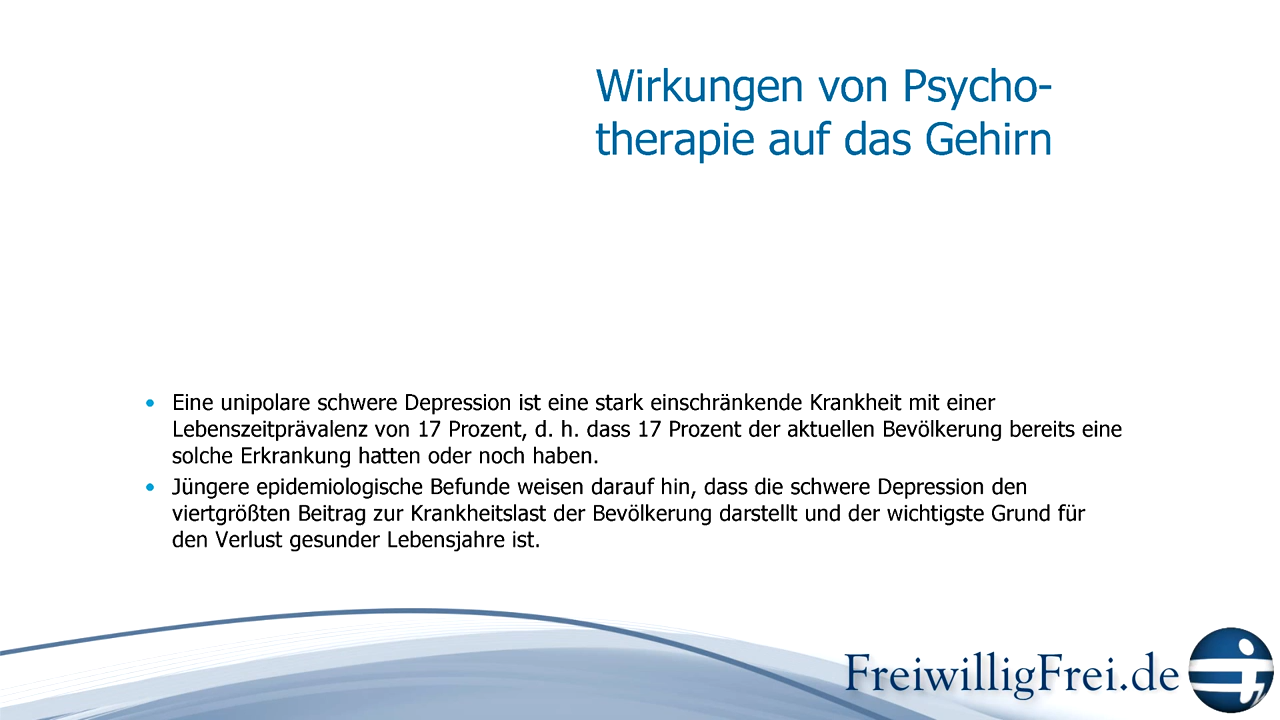 Wirkungen von Psycho-
therapie auf das Gehirn
• Eine unipolare schwere Depression ist eine stark einschränkende Krankheit mit einer
Lebenszeitprävalenz von 17 Prozent, d. h. dass 17 Prozent der aktuellen Bevölkerung bereits eine
solche Erkrankung hatten oder noch haben.
• Jüngere epidemiologische Befunde weisen darauf hin, dass die schwere Depression den
viertgrößten Beitrag zur Krankheitslast der Bevölkerung darstellt und der wichtigste Grund für
den Verlust gesunder Lebensjahre ist.
FreiwilligFrei.de